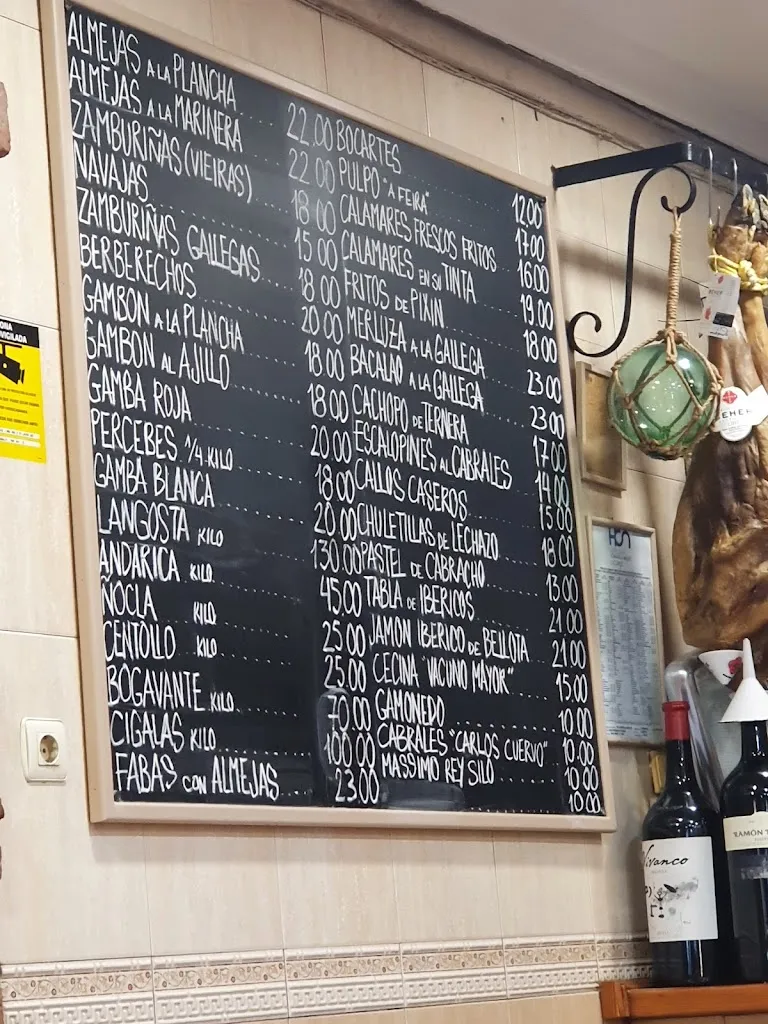 ALMEJAS A LA PLANCHA 22.00
ALMEJAS A LA MARINERA 22.00
ZAMBURIÑAS (VIEIRAS) 18.00
NAVAJAS 15.00
ZAMBURIÑAS GALLEGAS 18.00
BERBERECHOS 20.00
GAMBON A LA PLANCHA 18.00
GAMBON AL AJILLO 18.00
GAMBA ROJA 20.00
PERCEBES 1/4 KILO 18.00
GAMBA BLANCA 20.00
LANGOSTA KILO 130.00
ANDARICA KILO 45.00
ÑOCLA KILO 25.00
CENTOLLO KILO 25.00
BOGAVANTE KILO 70.00
CIGALAS KILO 100.00
FABAS CON ALMEJAS 23.00
BOCARTES 12.00
PULPO "A FEIRA" 17.00
CALAMARES FRESCOS FRITOS 16.00
CALAMARES EN SU TINTA 19.00
FRITOS DE PIXIN 18.00
MERLUZA A LA GALLEGA 23.00
BACALAO A LA GALLEGA 23.00
CACHOPO DE TERNERA 17.00
ESCALOPINES AL CABRALES 14.00
CALLOS CASEROS 15.00
CHULETILLAS DE LECHAZO 18.00
PASTEL DE CABRACHO 13.00
TABLA DE IBERICOS 21.00
JAMON IBERICO DE BELLOTA 21.00
CECINA "VACUNO MAYOR" 15.00
GAMONEDO 10.00
CABRALES "CARLOS CUERVO" 10.00
MASSIMO REY SILO 10.00
VIGILADA
Vivanco
RAMÓN